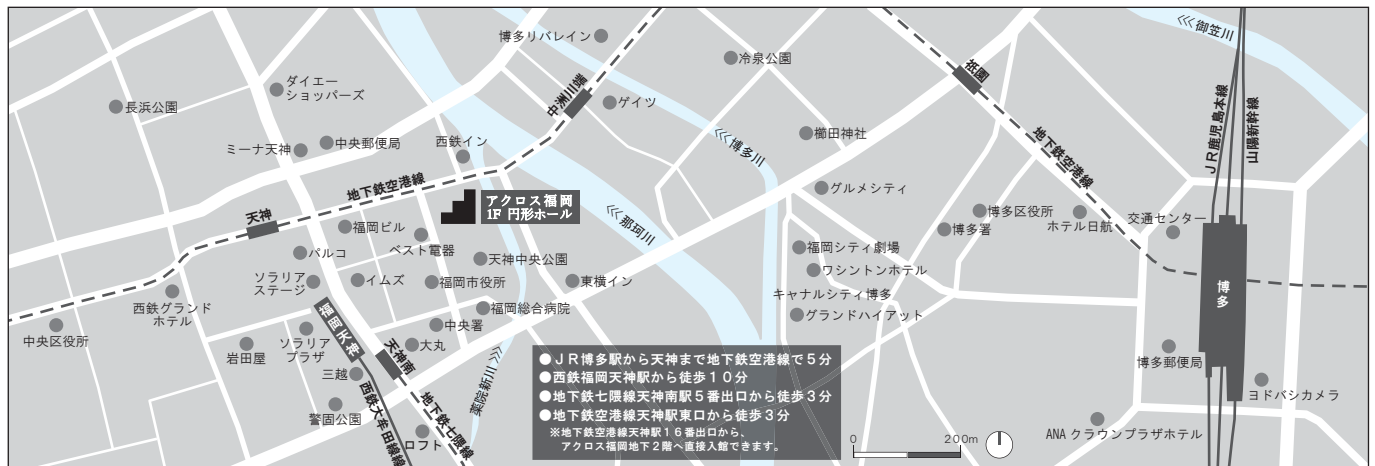 博多リバレイン
冷泉公園
<<<御笠川
祇園
ダイエー
ショッパーズ
長浜公園
中洲川端
ゲイツ
JR鹿児島本線
山陽新幹線
ミーナ天神
中央郵便局
西鉄イン
<<<博多川
櫛田神社
地下鉄空港線
地下鉄空港線
アクロス福岡
1F 円形ホール
グルメシティ
天神
福岡ビル
ベスト電器
<<<那珂川
博多区役所
ホテル日航
交通センター
博多署
パルコ
天神中央公園
福岡シティ劇場
ソラリア
ステージ
イムズ
福岡市役所
東横イン
ワシントンホテル
キャナルシティ博多
博多
西鉄グランド
ホテル
福岡天神
福岡総合病院
グランドハイアット
中央区役所
ソラリア
プラザ
中央署
岩田屋
大丸
天神南
薬院新川>>>
●JR博多駅から天神まで地下鉄空港線で5分
●西鉄福岡天神駅から徒歩10分
●地下鉄七隈線天神南駅5番出口から徒歩3分
●地下鉄空港線天神駅東口から徒歩3分
※地下鉄空港線天神駅16番出口から、
アクロス福岡地下2階へ直接入館できます。
博多郵便局
三越
西鉄大牟田線線
地下鉄七隈線
ヨドバシカメラ
警固公園
ロフト
0 200m
ANA クラウンプラザホテル